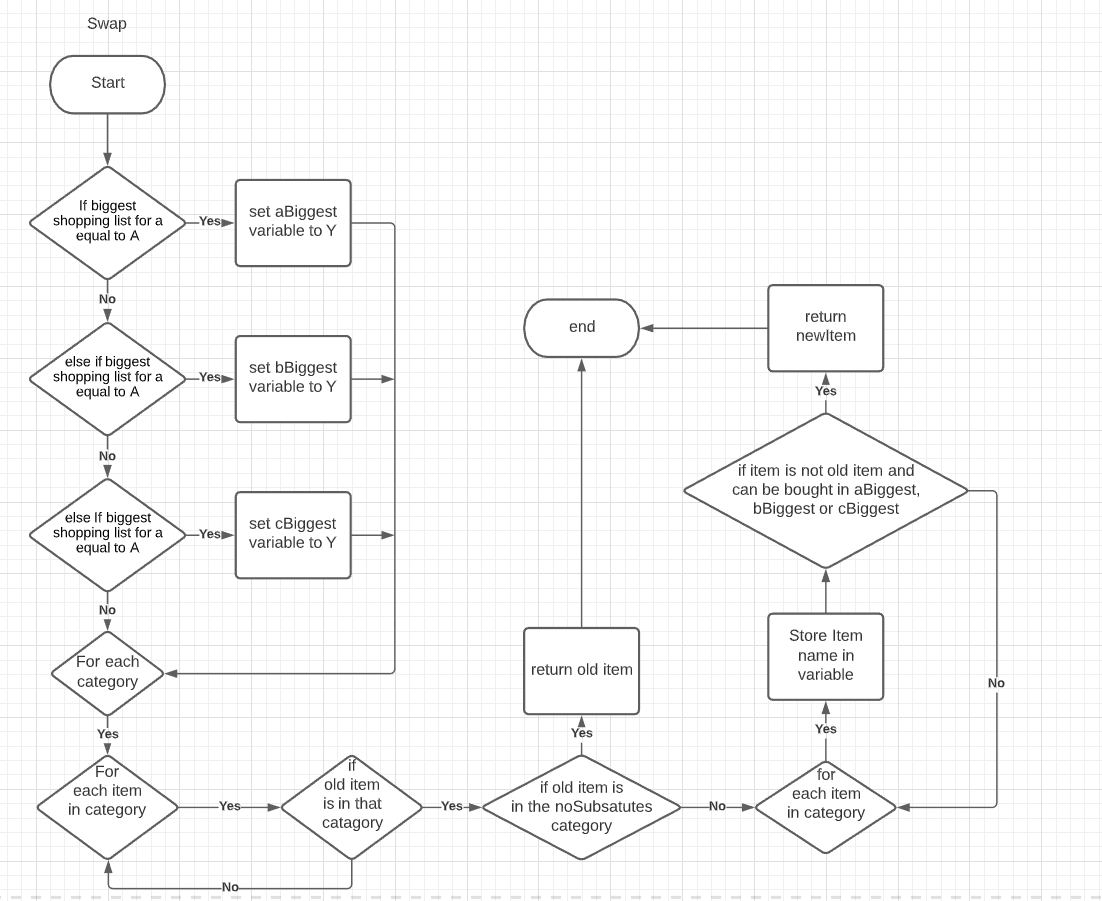 Swap
Start
If biggest
shopping list for a
equal to A
Yes
set aBiggest
variable to Y
No
else if biggest
shopping list for a
equal to A
Yes
set bBiggest
variable to Y
No
else If biggest
shopping list for a
equal to A
Yes
set cBiggest
variable to Y
No
For each
category
Yes
For
each item
in category
Yes
if
old item
is in that
catagory
No
Yes
if old item is
in the noSubsatutes
category
Yes
return old item
end
No
for
each item
in category
Yes
Store Item
name in
variable
if item is not old item and
can be bought in aBiggest,
bBiggest or cBiggest
No
Yes
return
newItem